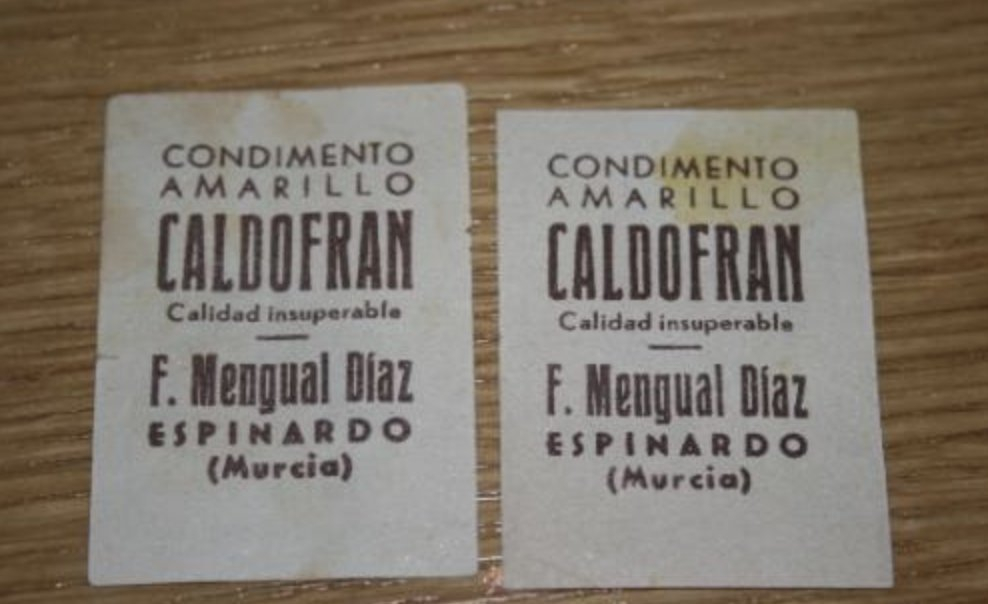 CONDIMENTO
AMARILLO
CALDOFRAN
Calidad insuperable
F. Mengual Díaz
ESPINARDO
(Murcia)
CONDIMENTO
AMARILLO
CALDOFRAN
Calidad insuperable
F. Mengual Díaz
ESPINARDO
(Murcia)